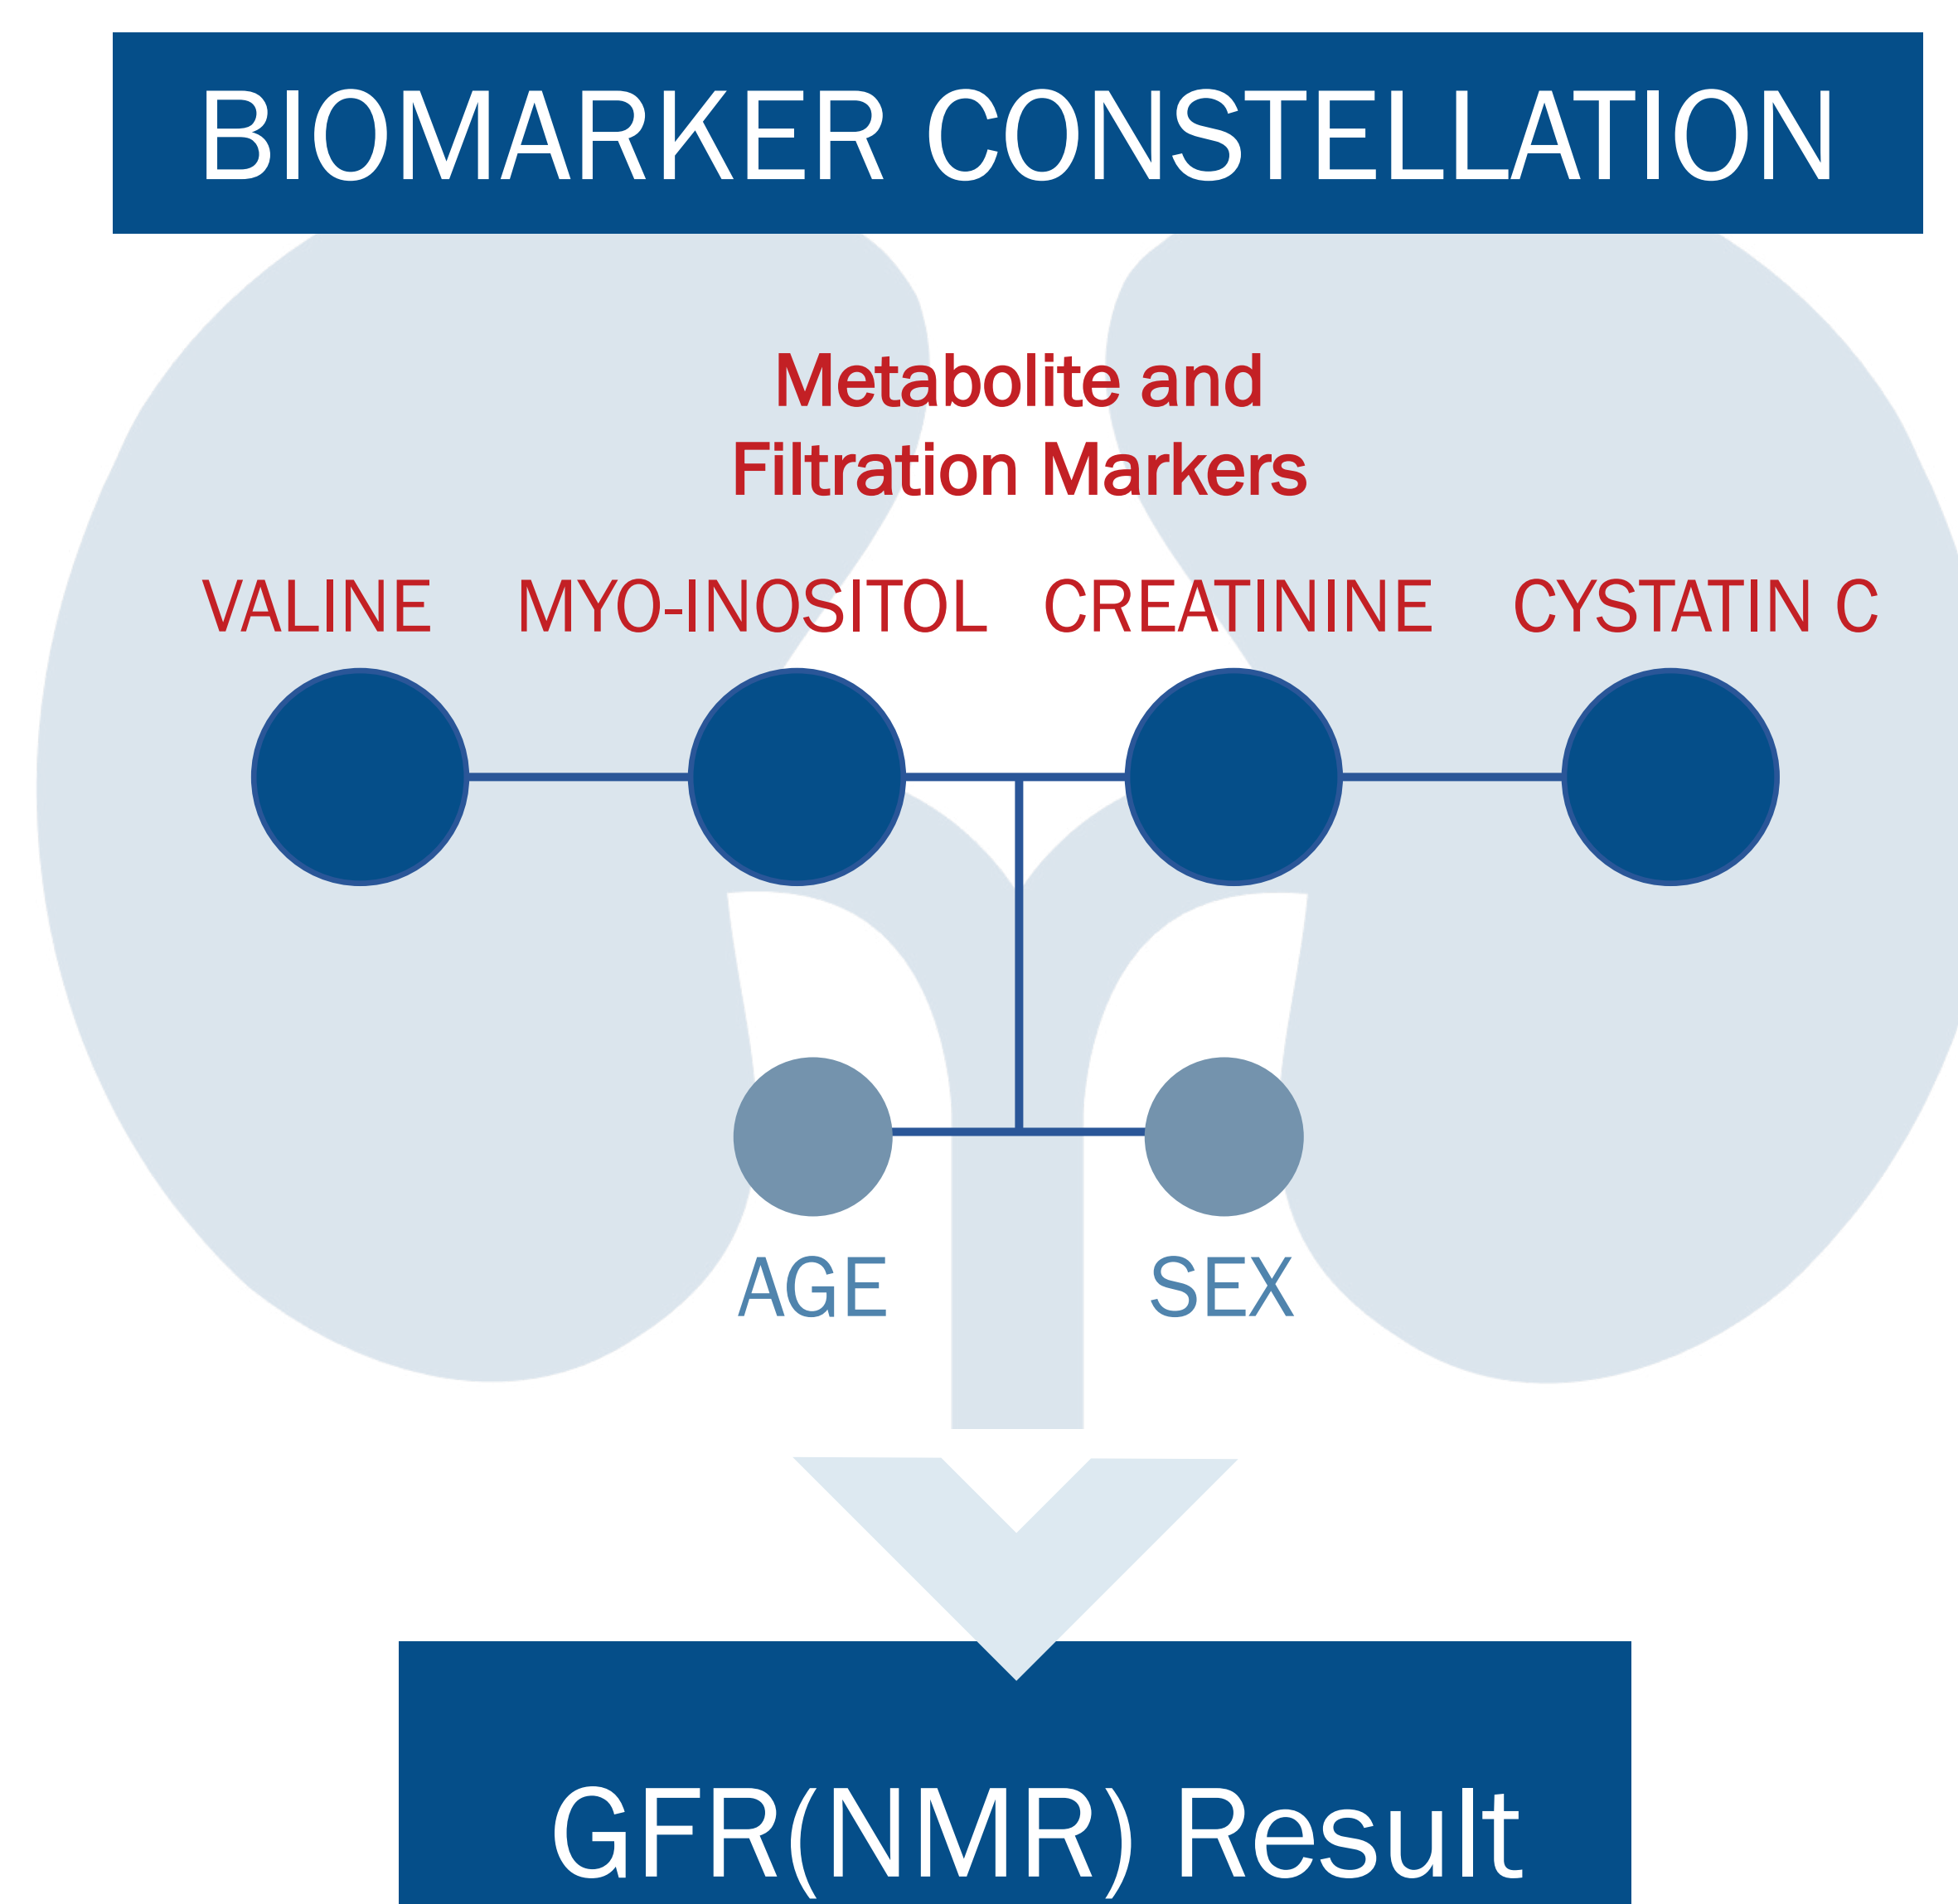 BIOMARKER CONSTELLATION
Metabolite and
Filtration Markers
VALINE MYO-INOSITOL CREATININE CYSTATIN C
AGE SEX
GFR(NMR) Result